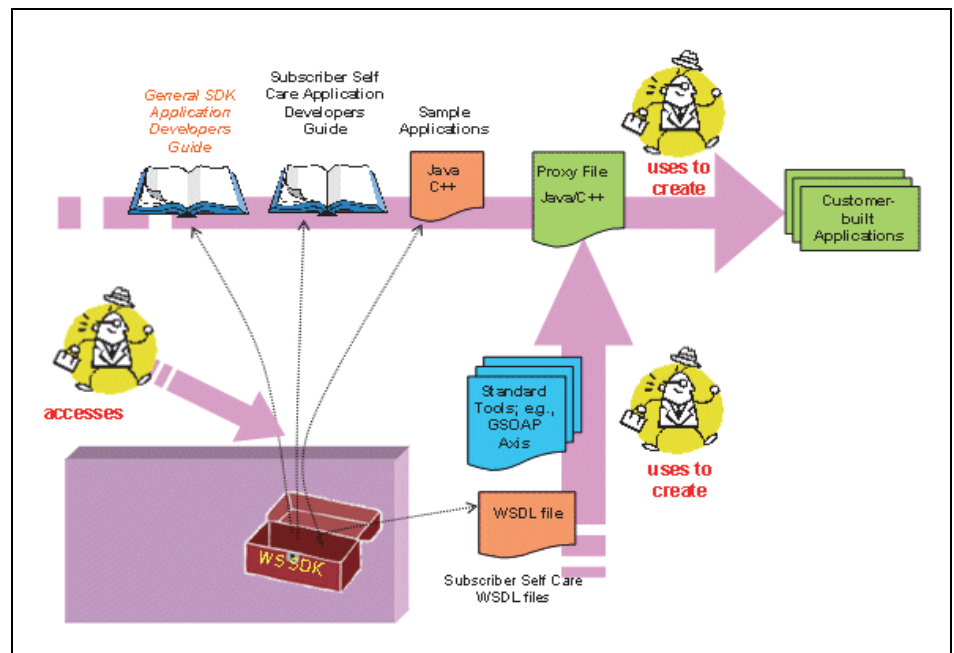 General SDK
Application
Developers
Guide
Subscriber Self
Care Application
Developers
Guide
Sample
Applications
Java
C++
Proxy File
Java/C++
uses to
create
Customer-
built
Applications
accesses
Standard
Tools; e.g.,
GSOAP
Axis
uses to
create
WS SDK
WSDL file
Subscriber Self Care
WSDL files